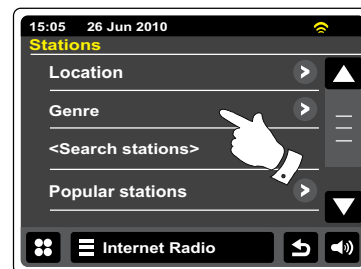 15:05 26 Jun 2010
Stations
Location
Genre
<Search stations>
Popular stations
Internet Radio